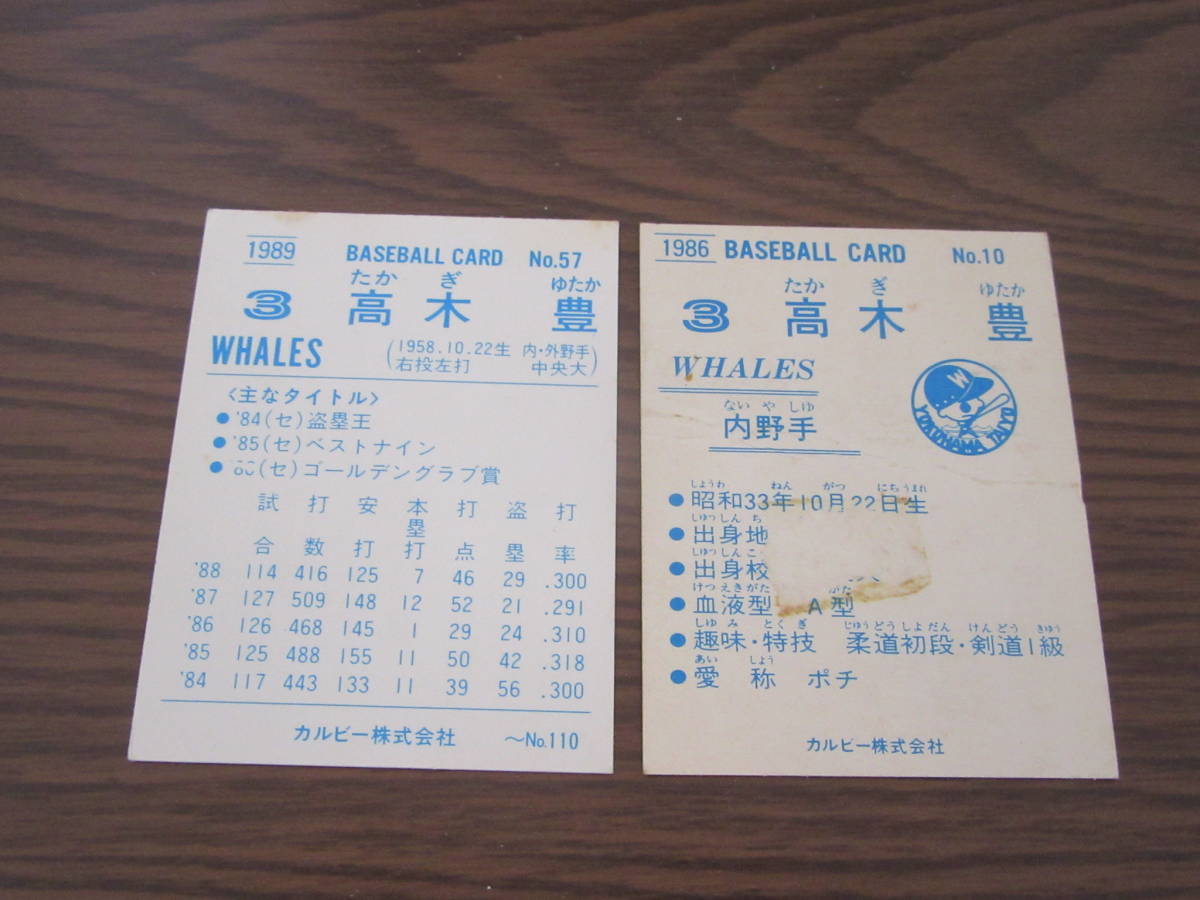 1989 BASEBALL CARD No.57
たか ぎ ゆたか
3 高木 豊
WHALES
(1958.10.22生 内・外野手
右投左打 中央大)
<主なタイトル>
●'84(セ)盗塁王
●'85(セ)ベストナイン
(セ)ゴールデングラブ賞
試合 打数 安打 本塁打 打点 盗塁 打率
'88 114 416 125 7 46 29 .300
'87 127 509 148 12 52 21 .291
'86 126 468 145 1 29 24 .310
'85 125 488 155 11 50 42 .318
'84 117 443 133 11 39 56 .300
カルビー株式会社 〜No.110
1986 BASEBALL CARD No.10
たか ぎ ゆたか
3 高木 豊
WHALES
W
YOKOHAMA TAIYO
ない や しゅ
内野手
しょうわ ねん がつ にちうまれ
●昭和33年10月22日生
しゅっしん ち
●出身地
しゅっしん こ
●出身校
けつえきがた がた
●血液型 A型
しゅ み とく ぎ じゅうどうしょだん けんどう きゅう
●趣味・特技 柔道初段・剣道1級
あい しょう
●愛称 ポチ
カルビー株式会社